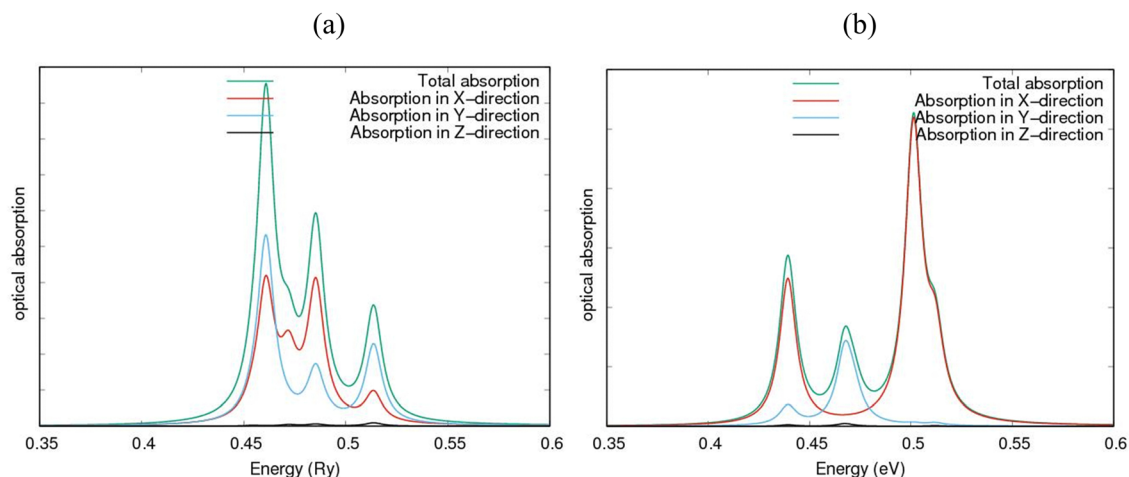 (a)
Total absorption
Absorption in X-direction
Absorption in Y-direction
Absorption in Z-direction
optical absorption
0.35 0.4 0.45 0.5 0.55 0.6
Energy (Ry)
(b)
Total absorption
Absorption in X-direction
Absorption in Y-direction
Absorption in Z-direction
optical absorption
0.35 0.4 0.45 0.5 0.55 0.6
Energy (eV)